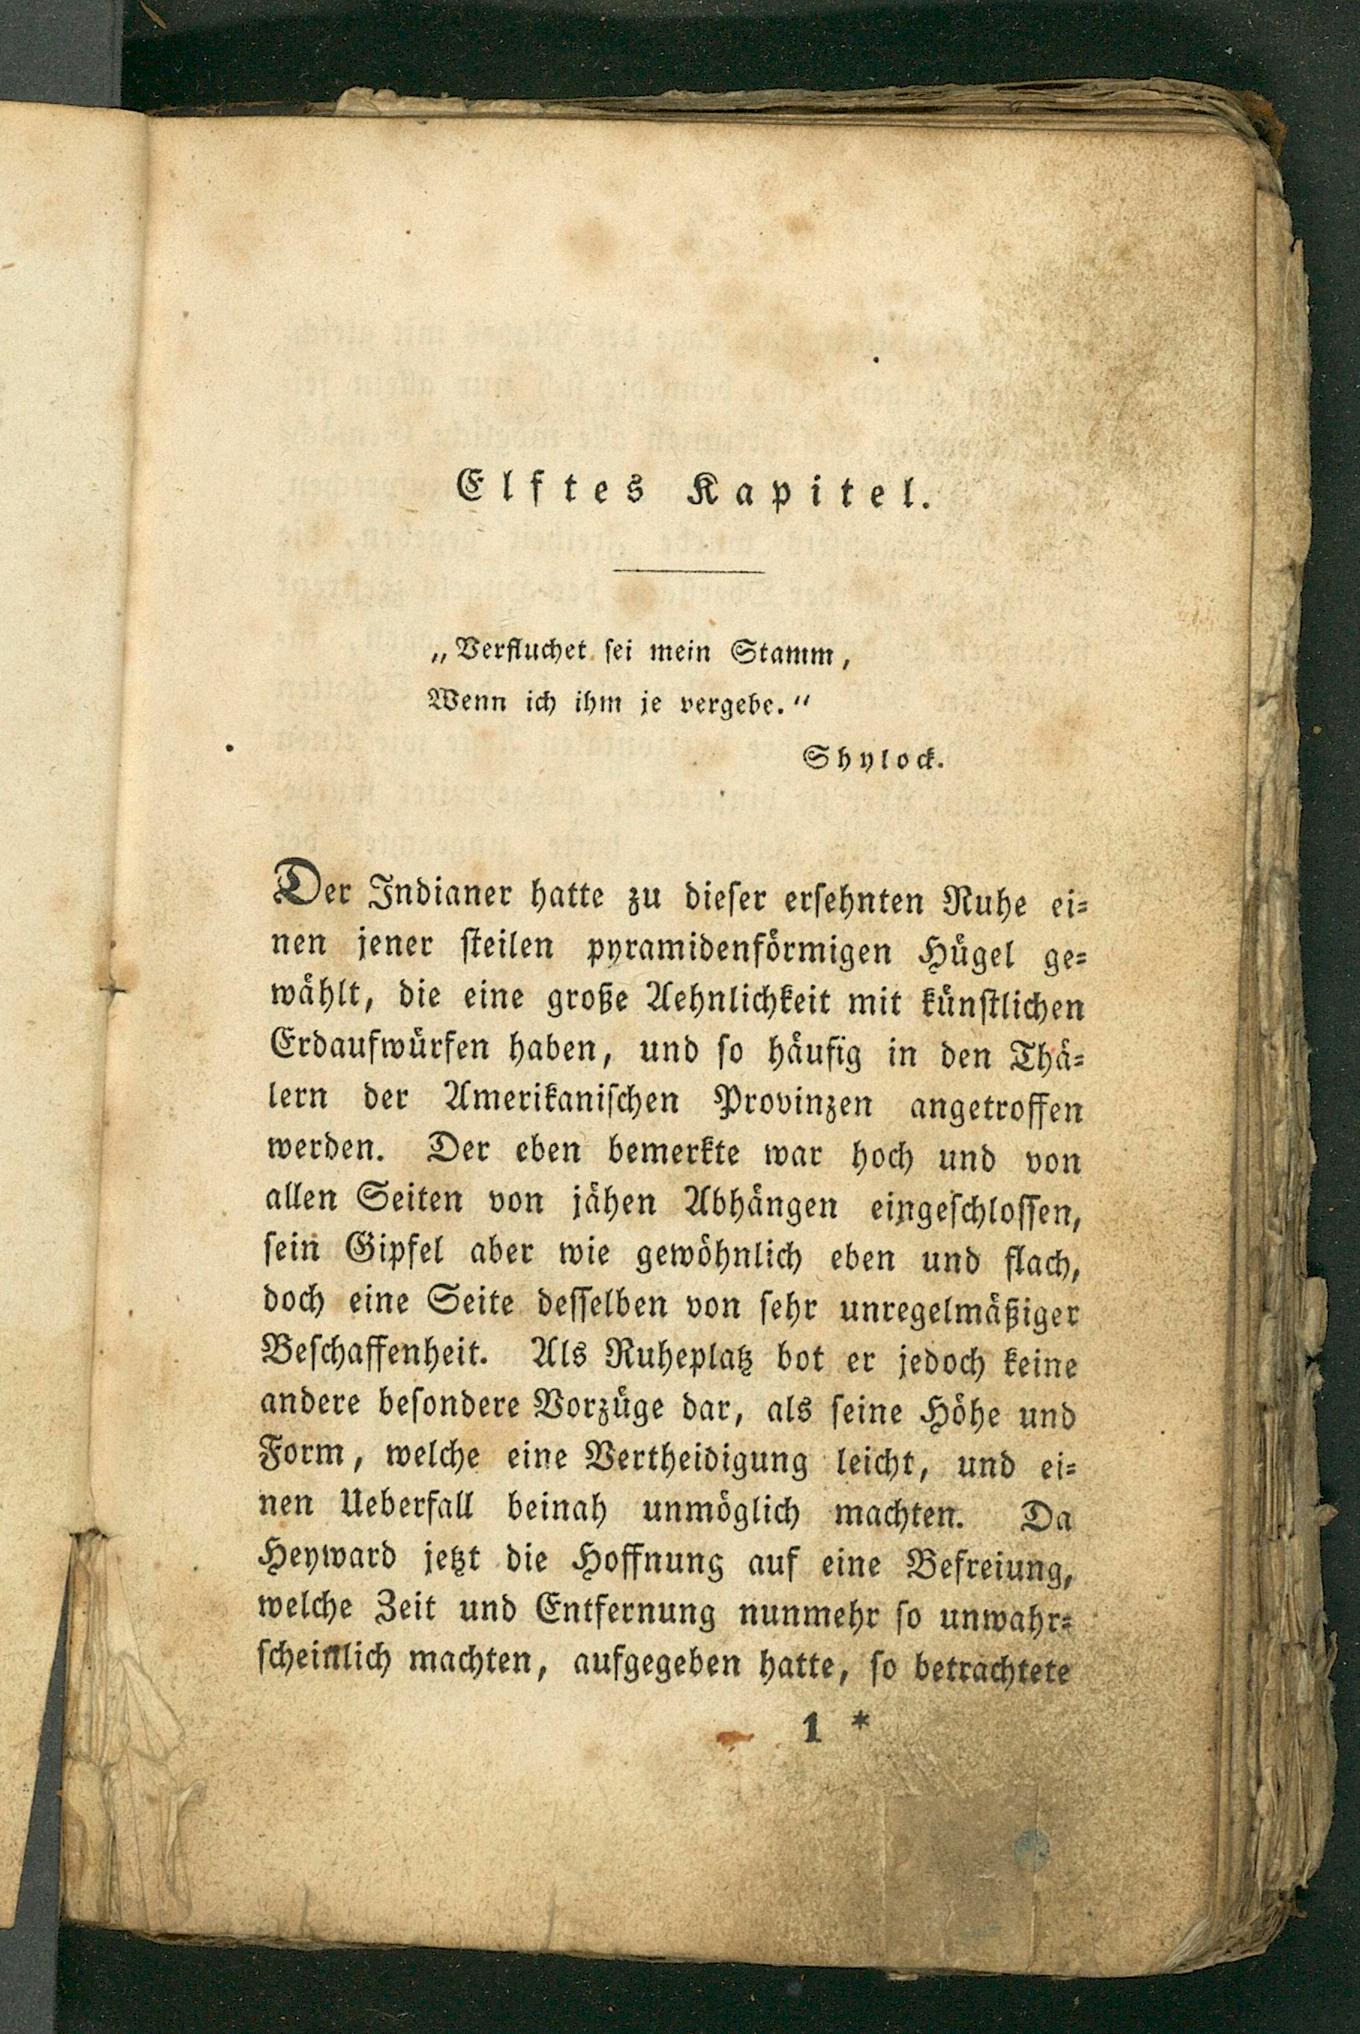 Elftes Kapitel.
„Verfluchet sei mein Stamm,
Wenn ich ihm je vergebe.“
Shylock.
Der Indianer hatte zu dieser ersehnten Ruhe ei-
nen jener steilen pyramidenförmigen Hügel ge-
wählt, die eine große Aehnlichkeit mit künstlichen
Erdaufwürfen haben, und so häufig in den Thä-
lern der Amerikanischen Provinzen angetroffen
werden. Der eben bemerkte war hoch und von
allen Seiten von jähen Abhängen eingeschlossen,
sein Gipfel aber wie gewöhnlich eben und flach,
doch eine Seite desselben von sehr unregelmäßiger
Beschaffenheit. Als Ruheplatz bot er jedoch keine
andere besondere Vorzüge dar, als seine Höhe und
Form, welche eine Vertheidigung leicht, und ei-
nen Ueberfall beinah unmöglich machten. Da
Heyward jetzt die Hoffnung auf eine Befreiung,
welche Zeit und Entfernung nunmehr so unwahr-
scheinlich machten, aufgegeben hatte, so betrachtete
1 *